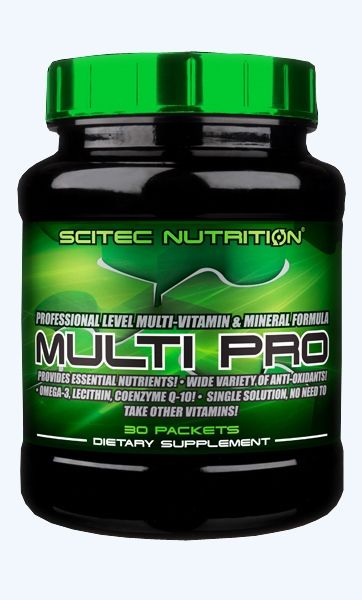 SCITEC NUTRITION®
PROFESSIONAL LEVEL MULTI-VITAMIN & MINERAL FORMULA
MULTI PRO
PROVIDES ESSENTIAL NUTRIENTS! • WIDE VARIETY OF ANTI-OXIDANTS!
• OMEGA-3, LECITHIN, COENZYME Q-10! • SINGLE SOLUTION, NO NEED TO
TAKE OTHER VITAMINS!
30 PACKETS
DIETARY SUPPLEMENT